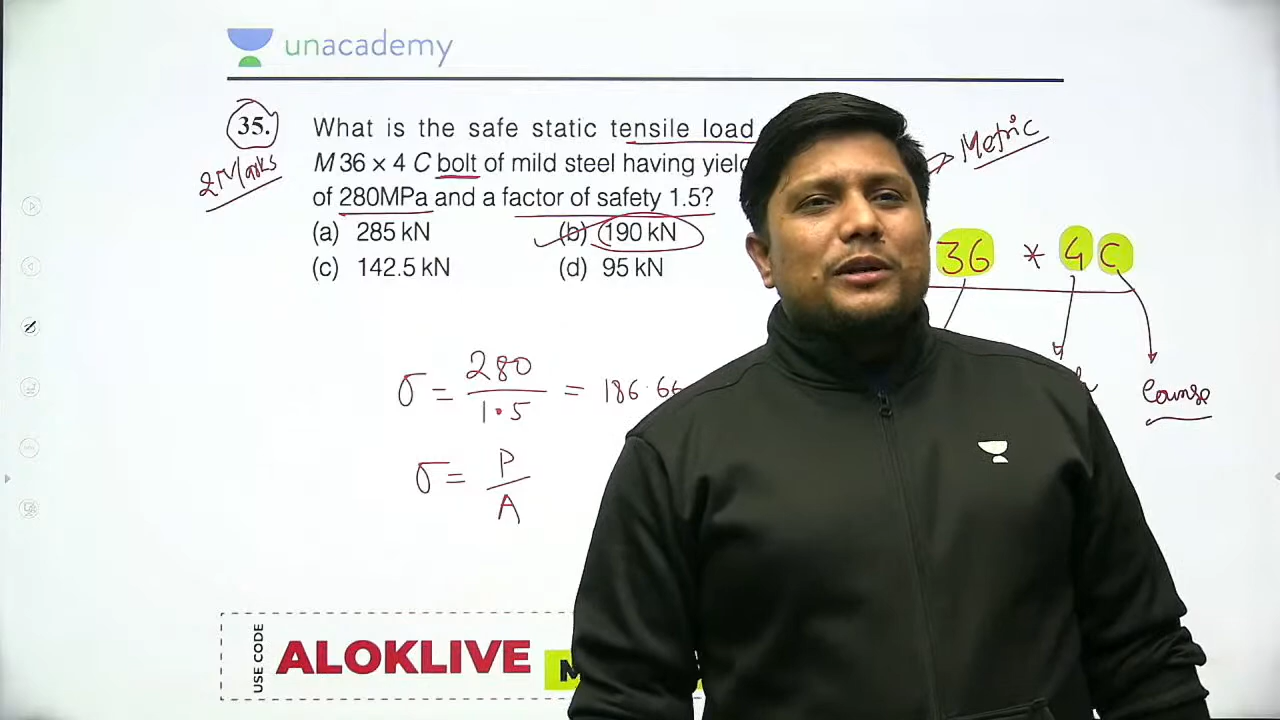 unacademy
35. What is the safe static tensile load
2 Marks
M 36 × 4 C bolt of mild steel having yiel
of 280MPa and a factor of safety 1.5?
(a) 285 kN (b) 190 kN
(c) 142.5 kN (d) 95 kN
Metric
36 * 4 C
Course
σ = 280 / 1.5 = 186.66
σ = P / A
USE CODE
ALOKLIVE